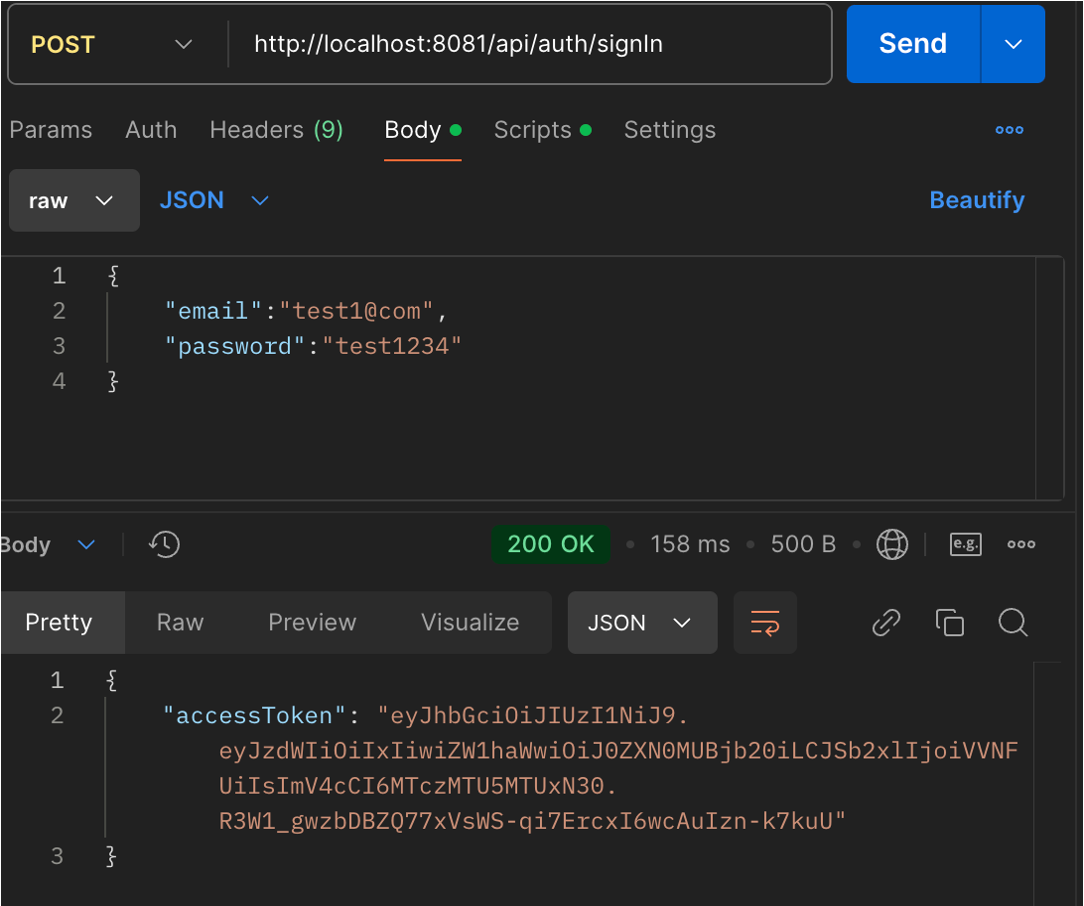 POST http://localhost:8081/api/auth/signIn Send
Params Auth Headers (9) Body Scripts Settings
raw JSON Beautify
1 {
2 "email":"test1@com",
3 "password":"test1234"
4 }
Body 200 OK 158 ms 500 B e.g.
Pretty Raw Preview Visualize JSON
1 {
2 "accessToken": "eyJhbGciOiJIUzI1NiJ9.
eyJzdWIiOiIxIiwiZW1haWwiOiJ0ZXN0MUBjb20iLCJSb2xlIjoiVVNF
UiIsImV4cCI6MTczMTU5MTUxN30.
R3W1_gwzbDBZQ77xVsWS-qi7ErcxI6wcAuIzn-k7kuU"
3 }